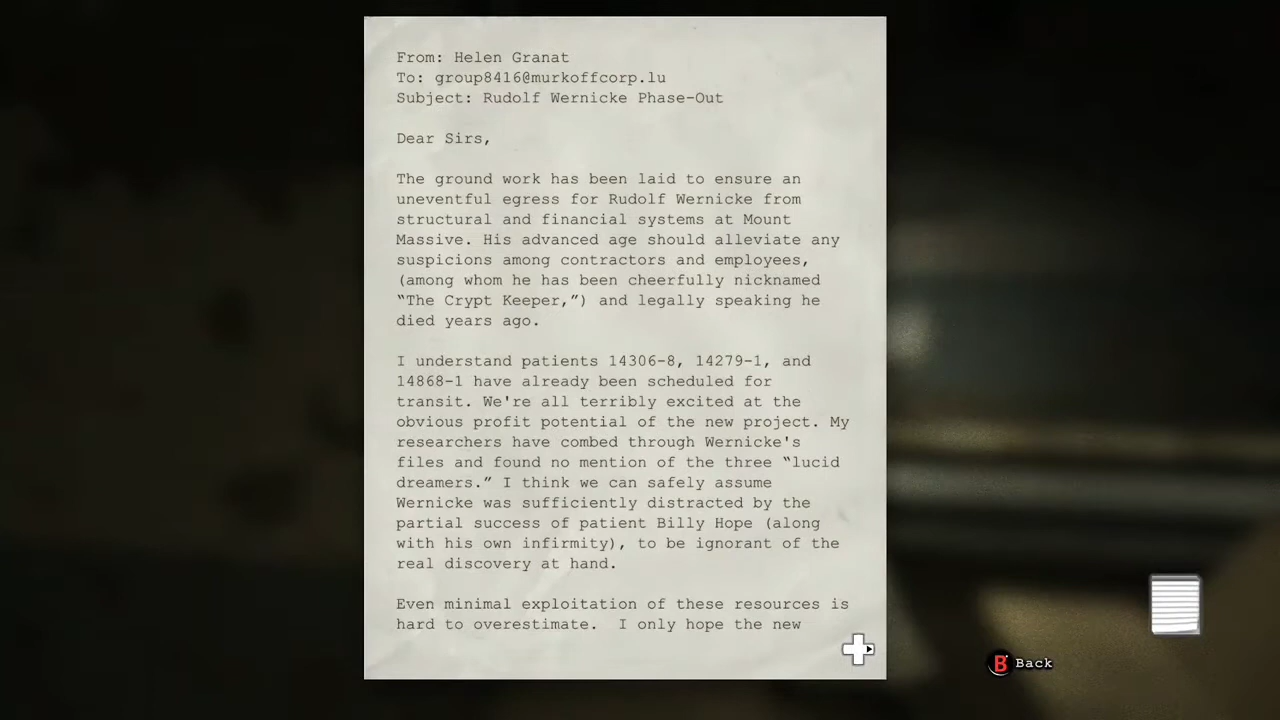 From: Helen Granat
To: group8416@murkoffcorp.lu
Subject: Rudolf Wernicke Phase-Out
Dear Sirs,
The ground work has been laid to ensure an
uneventful egress for Rudolf Wernicke from
structural and financial systems at Mount
Massive. His advanced age should alleviate any
suspicions among contractors and employees,
(among whom he has been cheerfully nicknamed
“The Crypt Keeper,”) and legally speaking he
died years ago.
I understand patients 14306-8, 14279-1, and
14868-1 have already been scheduled for
transit. We're all terribly excited at the
obvious profit potential of the new project. My
researchers have combed through Wernicke's
files and found no mention of the three “lucid
dreamers.” I think we can safely assume
Wernicke was sufficiently distracted by the
partial success of patient Billy Hope (along
with his own infirmity), to be ignorant of the
real discovery at hand.
Even minimal exploitation of these resources is
hard to overestimate.  I only hope the new
B Back